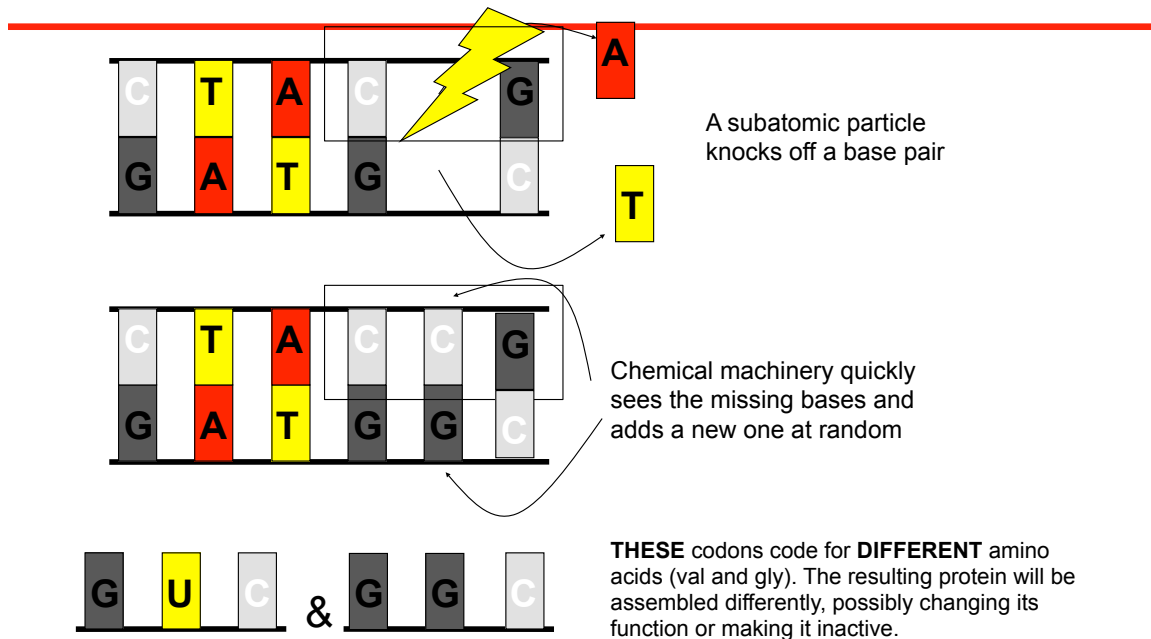 A
C T A C G
A subatomic particle
knocks off a base pair
G A T G C
T
C T A C C G
Chemical machinery quickly
sees the missing bases and
adds a new one at random
G A T G G C
THESE codons code for DIFFERENT amino
acids (val and gly). The resulting protein will be
assembled differently, possibly changing its
function or making it inactive.
G U C & G G C